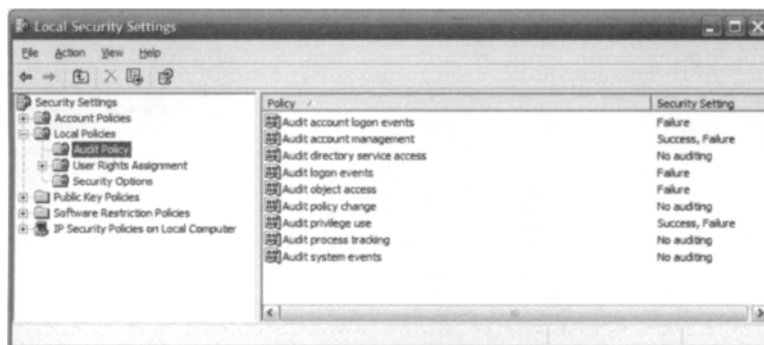 Local Security Settings
File Action View Help
Security Settings
Account Policies
Local Policies
Audit Policy
User Rights Assignment
Security Options
Public Key Policies
Software Restriction Policies
IP Security Policies on Local Computer
Policy Security Setting
Audit account logon events Failure
Audit account management Success, Failure
Audit directory service access No auditing
Audit logon events Failure
Audit object access Failure
Audit policy change No auditing
Audit privilege use Success, Failure
Audit process tracking No auditing
Audit system events No auditing